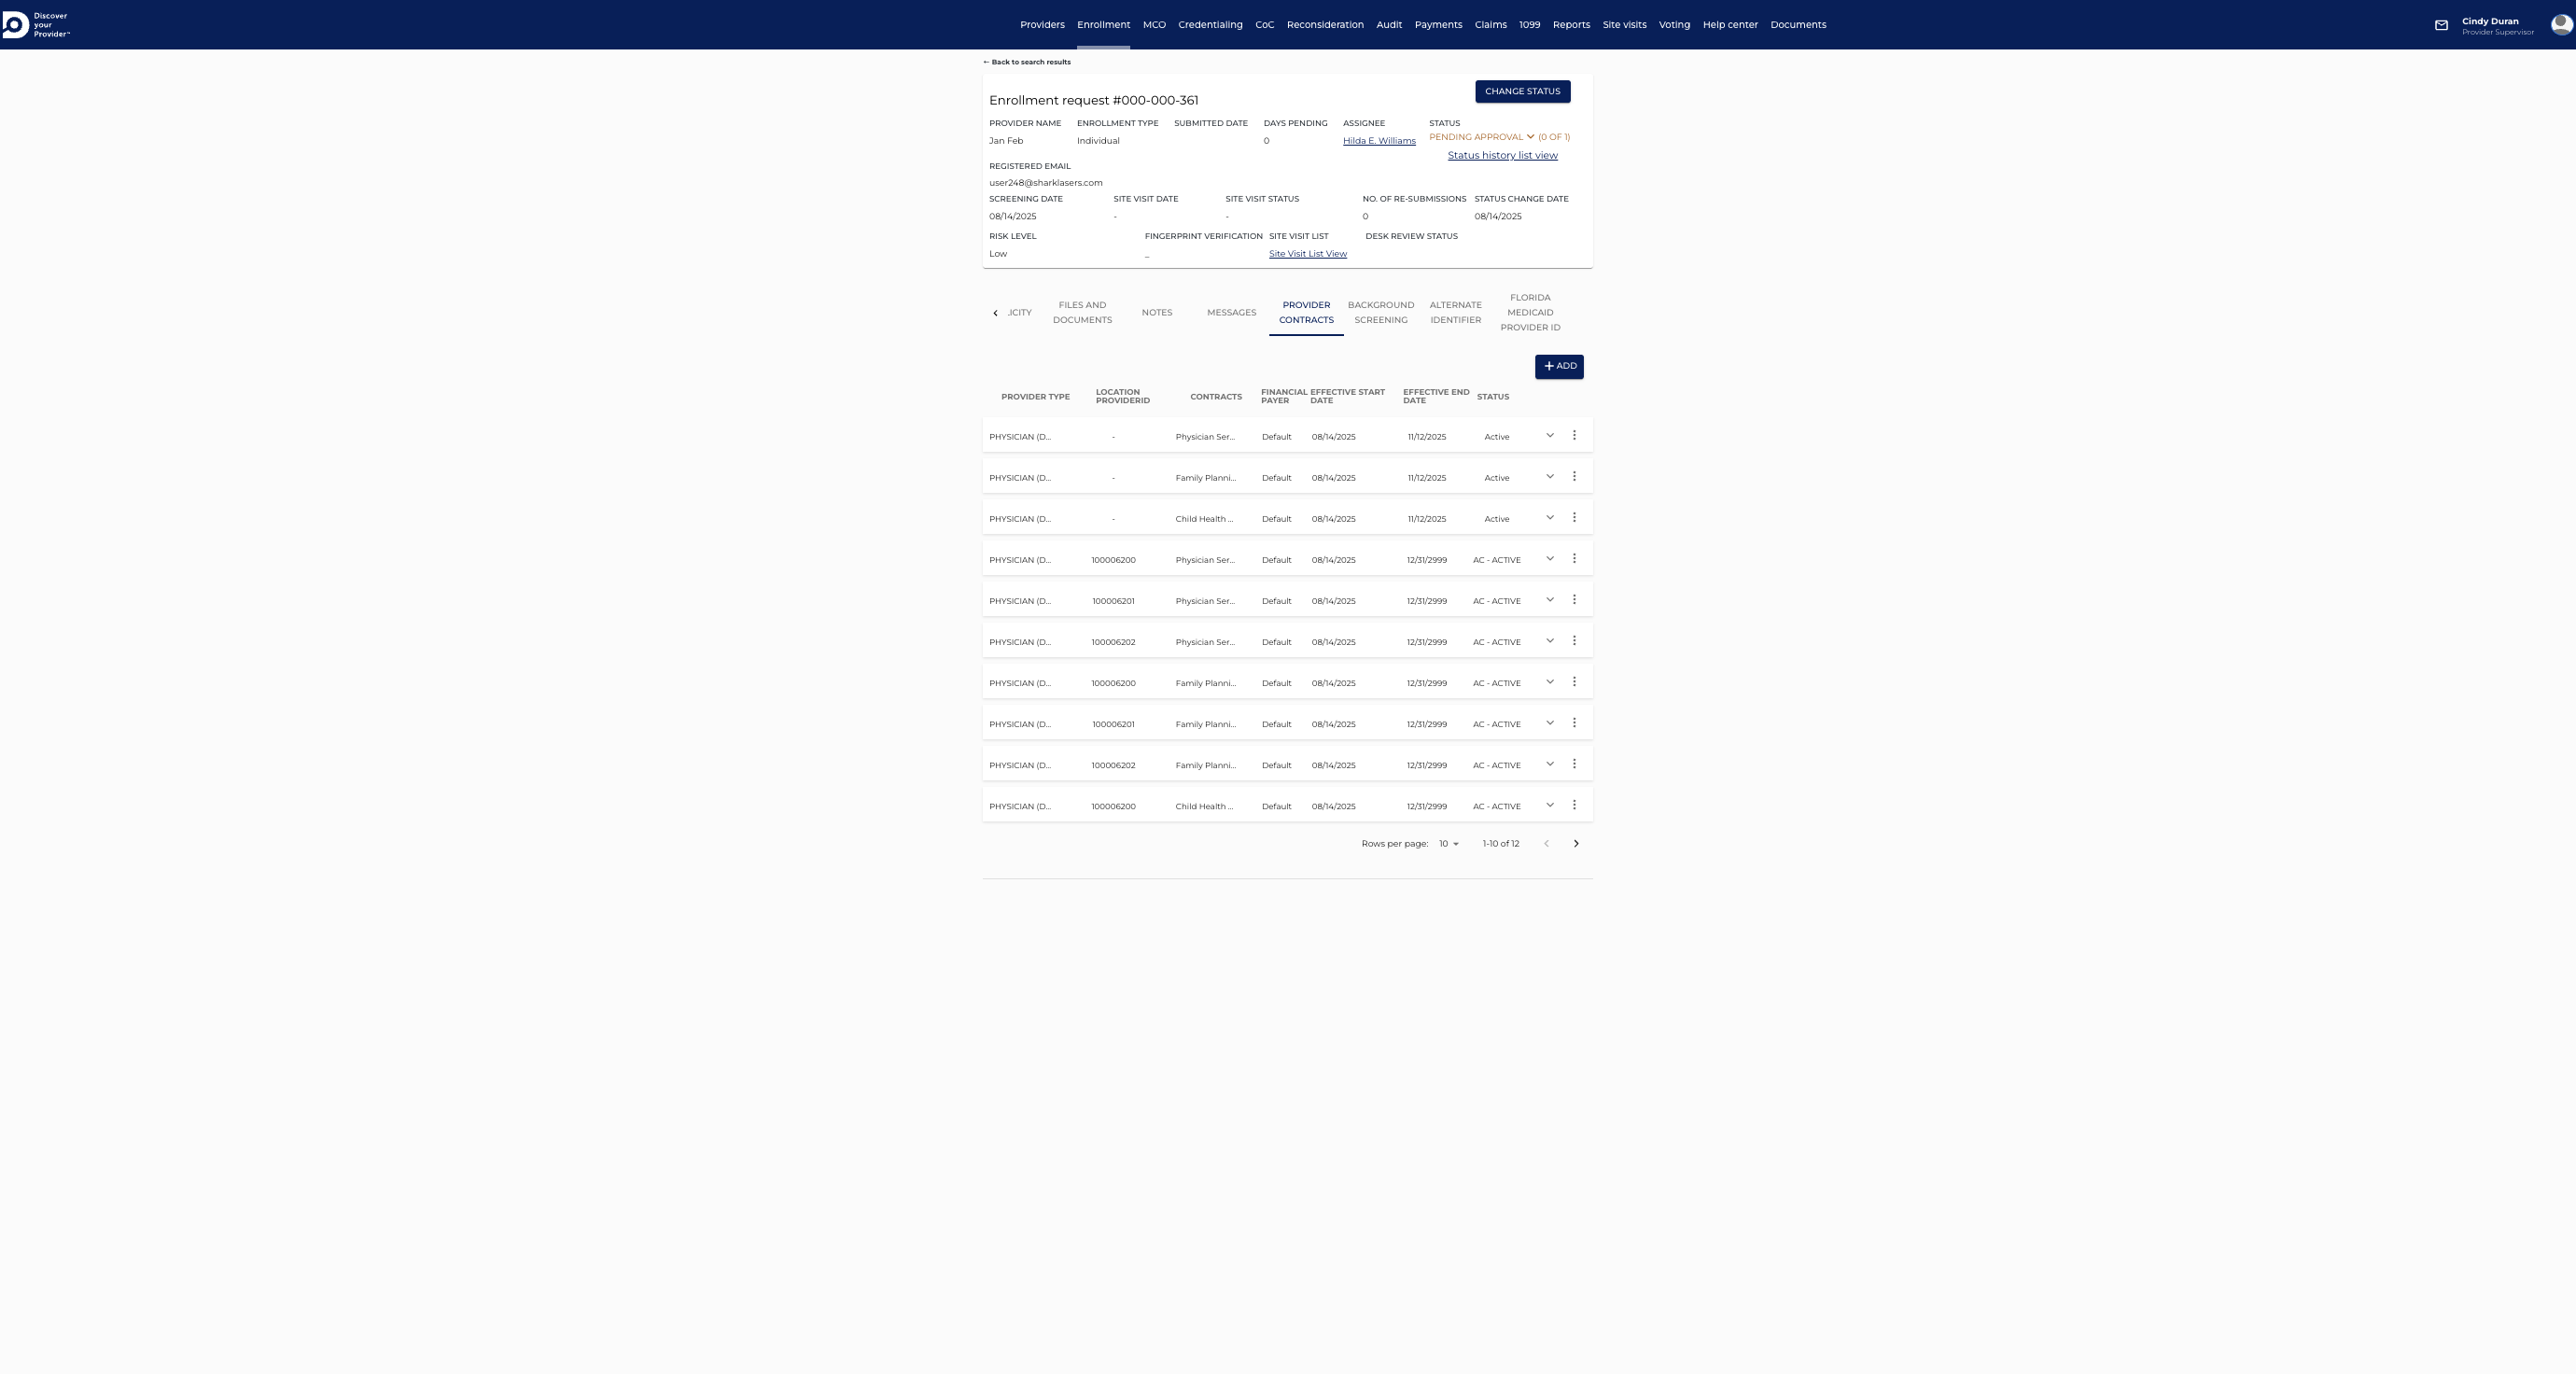 Discover
your
Provider™
Providers Enrollment MCO Credentialing CoC Reconsideration Audit Payments Claims 1099 Reports Site visits Voting Help center Documents
Cindy Duran
Provider Supervisor
← Back to search results
CHANGE STATUS
Enrollment request #000-000-361
PROVIDER NAME ENROLLMENT TYPE SUBMITTED DATE DAYS PENDING ASSIGNEE STATUS
PENDING APPROVAL (0 OF 1)
Jan Feb Individual 0 Hilda E. Williams
Status history list view
REGISTERED EMAIL
user248@sharklasers.com
SCREENING DATE SITE VISIT DATE SITE VISIT STATUS NO. OF RE-SUBMISSIONS STATUS CHANGE DATE
08/14/2025 - - 0 08/14/2025
RISK LEVEL FINGERPRINT VERIFICATION SITE VISIT LIST DESK REVIEW STATUS
Low _ Site Visit List View
.ICITY
FILES AND
DOCUMENTS
NOTES
MESSAGES
PROVIDER
CONTRACTS
BACKGROUND
SCREENING
ALTERNATE
IDENTIFIER
FLORIDA
MEDICAID
PROVIDER ID
+ ADD
PROVIDER TYPE
LOCATION
PROVIDERID
CONTRACTS
FINANCIAL
PAYER
EFFECTIVE START
DATE
EFFECTIVE END
DATE
STATUS
PHYSICIAN (D... - Physician Ser... Default 08/14/2025 11/12/2025 Active
PHYSICIAN (D... - Family Planni... Default 08/14/2025 11/12/2025 Active
PHYSICIAN (D... - Child Health ... Default 08/14/2025 11/12/2025 Active
PHYSICIAN (D... 100006200 Physician Ser... Default 08/14/2025 12/31/2999 AC - ACTIVE
PHYSICIAN (D... 100006201 Physician Ser... Default 08/14/2025 12/31/2999 AC - ACTIVE
PHYSICIAN (D... 100006202 Physician Ser... Default 08/14/2025 12/31/2999 AC - ACTIVE
PHYSICIAN (D... 100006200 Family Planni... Default 08/14/2025 12/31/2999 AC - ACTIVE
PHYSICIAN (D... 100006201 Family Planni... Default 08/14/2025 12/31/2999 AC - ACTIVE
PHYSICIAN (D... 100006202 Family Planni... Default 08/14/2025 12/31/2999 AC - ACTIVE
PHYSICIAN (D... 100006200 Child Health ... Default 08/14/2025 12/31/2999 AC - ACTIVE
Rows per page: 10 1-10 of 12